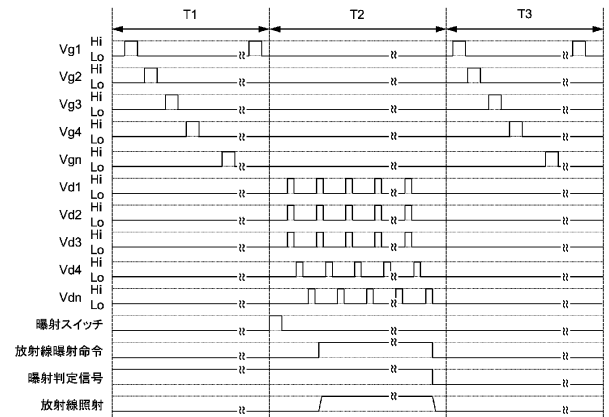 T1 T2 T3
Vg1 Hi Lo
Vg2 Hi Lo
Vg3 Hi Lo
Vg4 Hi Lo
Vgn Hi Lo
Vd1 Hi Lo
Vd2 Hi Lo
Vd3 Hi Lo
Vd4 Hi Lo
Vdn Hi Lo
曝射スイッチ
放射線曝射命令
曝射判定信号
放射線照射